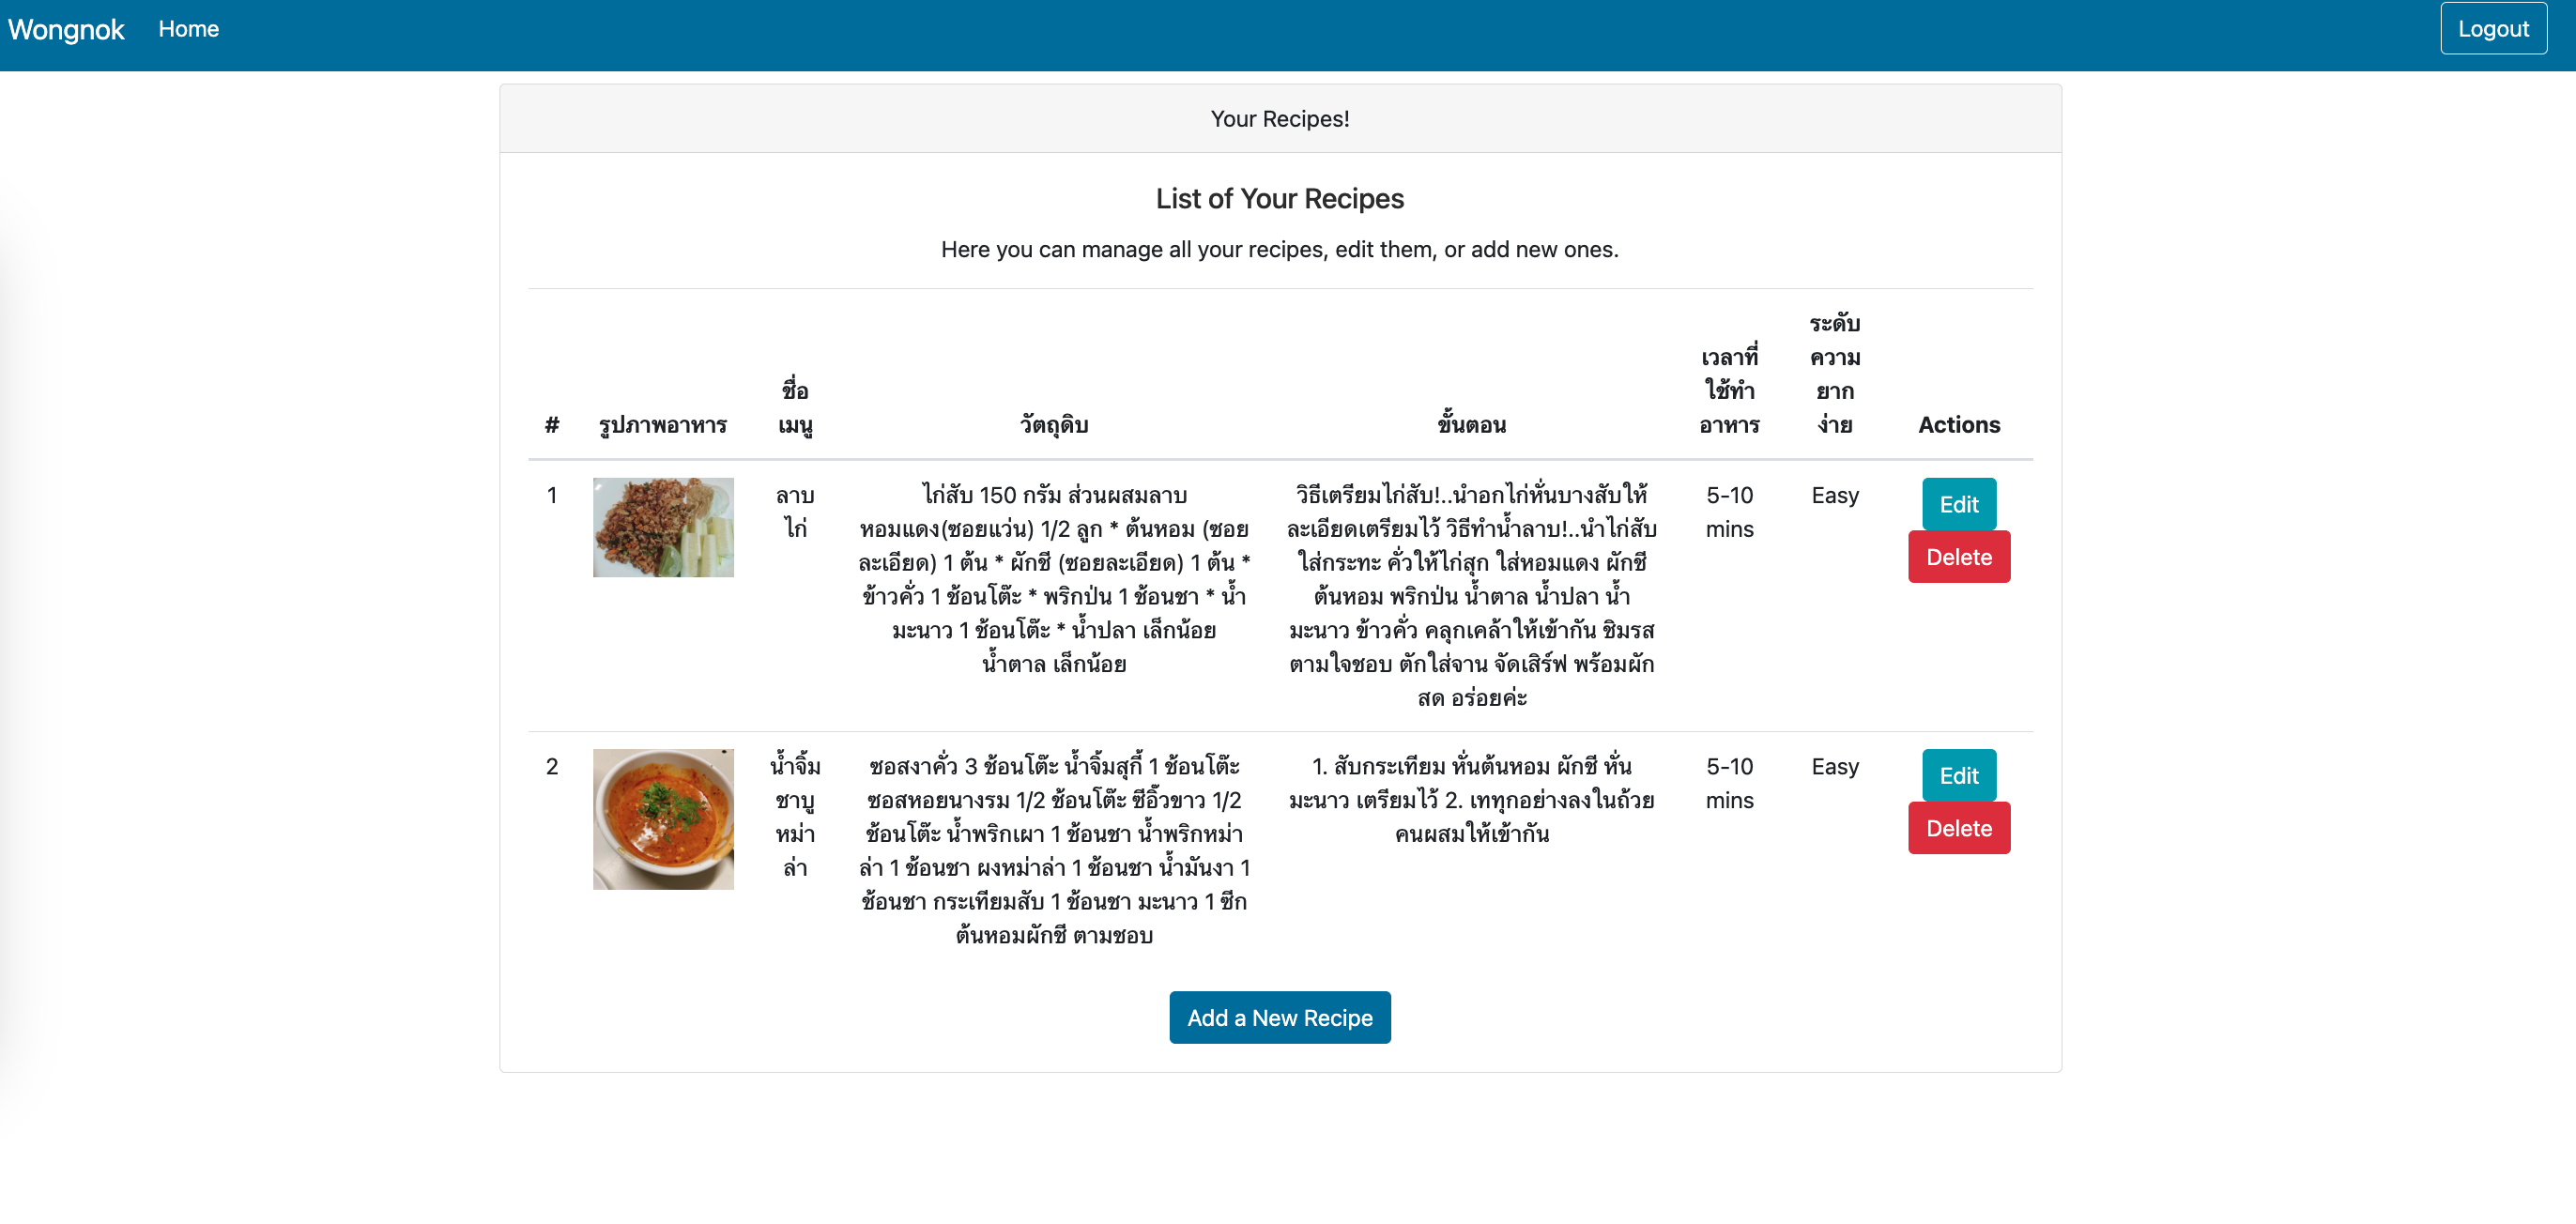 Wongnok Home Logout
Your Recipes!
List of Your Recipes
Here you can manage all your recipes, edit them, or add new ones.
#
รูปภาพอาหาร
ชื่อ
เมนู
วัตถุดิบ
ขั้นตอน
เวลาที่
ใช้ทำ
อาหาร
ระดับ
ความ
ยาก
ง่าย
Actions
1
ลาบ
ไก่
ไก่สับ 150 กรัม ส่วนผสมลาบ
หอมแดง(ซอยแว่น) 1/2 ลูก * ต้นหอม (ซอย
ละเอียด) 1 ต้น * ผักชี (ซอยละเอียด) 1 ต้น *
ข้าวคั่ว 1 ช้อนโต๊ะ * พริกป่น 1 ช้อนชา * น้ำ
มะนาว 1 ช้อนโต๊ะ * น้ำปลา เล็กน้อย
น้ำตาล เล็กน้อย
วิธีเตรียมไก่สับ!..นำอกไก่หั่นบางสับให้
ละเอียดเตรียมไว้ วิธีทำน้ำลาบ!..นำไก่สับ
ใส่กระทะ คั่วให้ไก่สุก ใส่หอมแดง ผักชี
ต้นหอม พริกป่น น้ำตาล น้ำปลา น้ำ
มะนาว ข้าวคั่ว คลุกเคล้าให้เข้ากัน ชิมรส
ตามใจชอบ ตักใส่จาน จัดเสิร์ฟ พร้อมผัก
สด อร่อยค่ะ
5-10
mins
Easy
Edit
Delete
2
น้ำจิ้ม
ชาบู
หม่า
ล่า
ซอสงาคั่ว 3 ช้อนโต๊ะ น้ำจิ้มสุกี้ 1 ช้อนโต๊ะ
ซอสหอยนางรม 1/2 ช้อนโต๊ะ ซีอิ๊วขาว 1/2
ช้อนโต๊ะ น้ำพริกเผา 1 ช้อนชา น้ำพริกหม่า
ล่า 1 ช้อนชา ผงหม่าล่า 1 ช้อนชา น้ำมันงา 1
ช้อนชา กระเทียมสับ 1 ช้อนชา มะนาว 1 ซีก
ต้นหอมผักชี ตามชอบ
1. สับกระเทียม หั่นต้นหอม ผักชี หั่น
มะนาว เตรียมไว้ 2. เททุกอย่างลงในถ้วย
คนผสมให้เข้ากัน
5-10
mins
Easy
Edit
Delete
Add a New Recipe